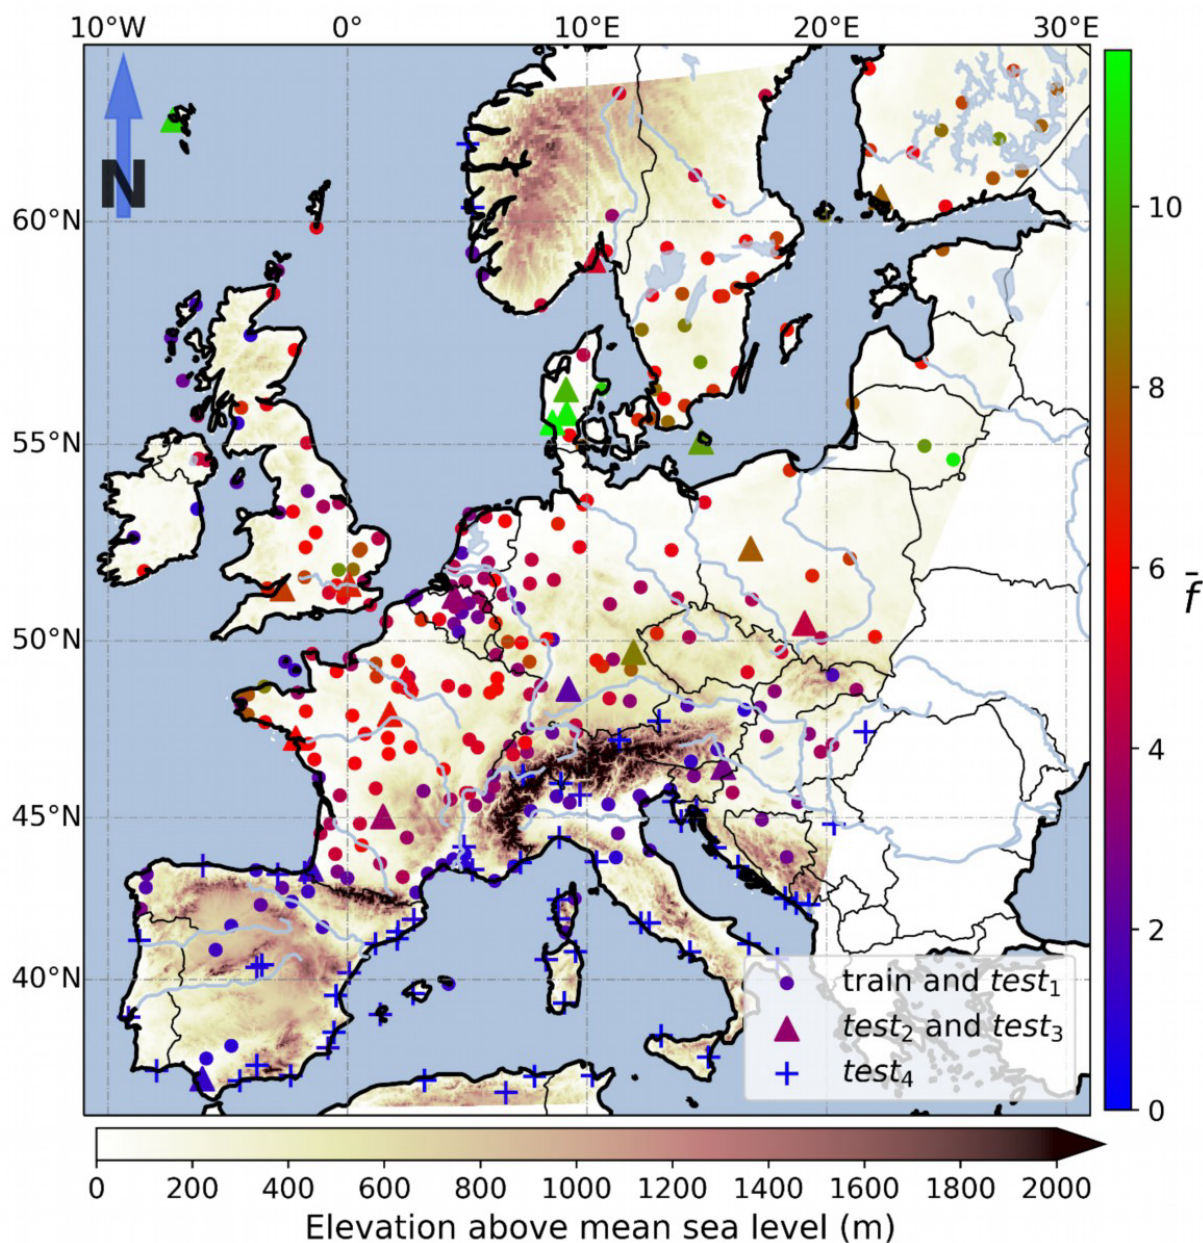 10°W 0° 10°E 20°E 30°E
N
60°N
55°N
50°N
45°N
40°N
10
8
6
4
2
0
f̄
train and test₁
test₂ and test₃
test₄
0 200 400 600 800 1000 1200 1400 1600 1800 2000
Elevation above mean sea level (m)